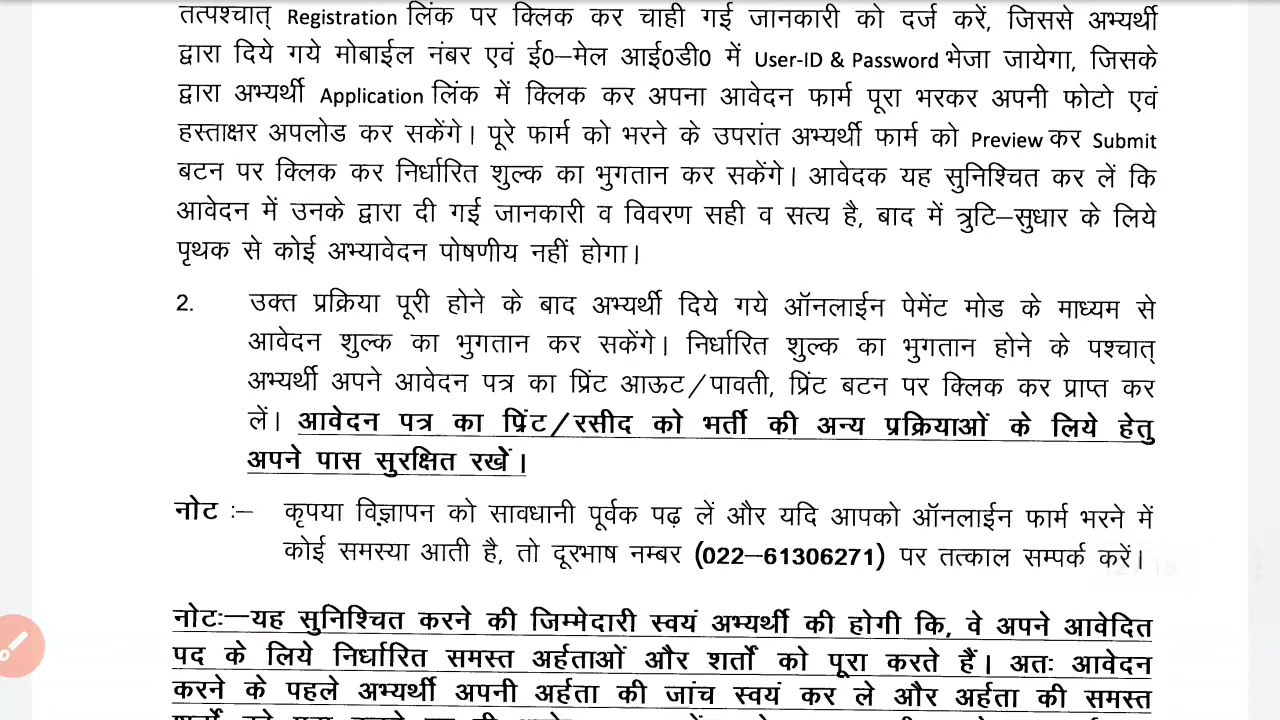 तत्पश्चात् Registration लिंक पर क्लिक कर चाही गई जानकारी को दर्ज करें, जिससे अभ्यर्थी
द्वारा दिये गये मोबाईल नंबर एवं ई0–मेल आई0डी0 में User-ID & Password भेजा जायेगा, जिसके
द्वारा अभ्यर्थी Application लिंक में क्लिक कर अपना आवेदन फार्म पूरा भरकर अपनी फोटो एवं
हस्ताक्षर अपलोड कर सकेंगे। पूरे फार्म को भरने के उपरांत अभ्यर्थी फार्म को Preview कर Submit
बटन पर क्लिक कर निर्धारित शुल्क का भुगतान कर सकेंगे। आवेदक यह सुनिश्चित कर लें कि
आवेदन में उनके द्वारा दी गई जानकारी व विवरण सही व सत्य है, बाद में त्रुटि–सुधार के लिये
पृथक से कोई अभ्यावेदन पोषणीय नहीं होगा।
2. उक्त प्रक्रिया पूरी होने के बाद अभ्यर्थी दिये गये ऑनलाईन पेमेंट मोड के माध्यम से
आवेदन शुल्क का भुगतान कर सकेंगे। निर्धारित शुल्क का भुगतान होने के पश्चात्
अभ्यर्थी अपने आवेदन पत्र का प्रिंट आऊट/पावती, प्रिंट बटन पर क्लिक कर प्राप्त कर
लें। आवेदन पत्र का प्रिंट/रसीद को भर्ती की अन्य प्रक्रियाओं के लिये हेतु
अपने पास सुरक्षित रखें।
नोट :– कृपया विज्ञापन को सावधानी पूर्वक पढ़ लें और यदि आपको ऑनलाईन फार्म भरने में
कोई समस्या आती है, तो दूरभाष नम्बर (022–61306271) पर तत्काल सम्पर्क करें।
नोटः–यह सुनिश्चित करने की जिम्मेदारी स्वयं अभ्यर्थी की होगी कि, वे अपने आवेदित
पद के लिये निर्धारित समस्त अर्हताओं और शर्तो को पूरा करते हैं। अतः आवेदन
करने के पहले अभ्यर्थी अपनी अर्हता की जांच स्वयं कर ले और अर्हता की समस्त